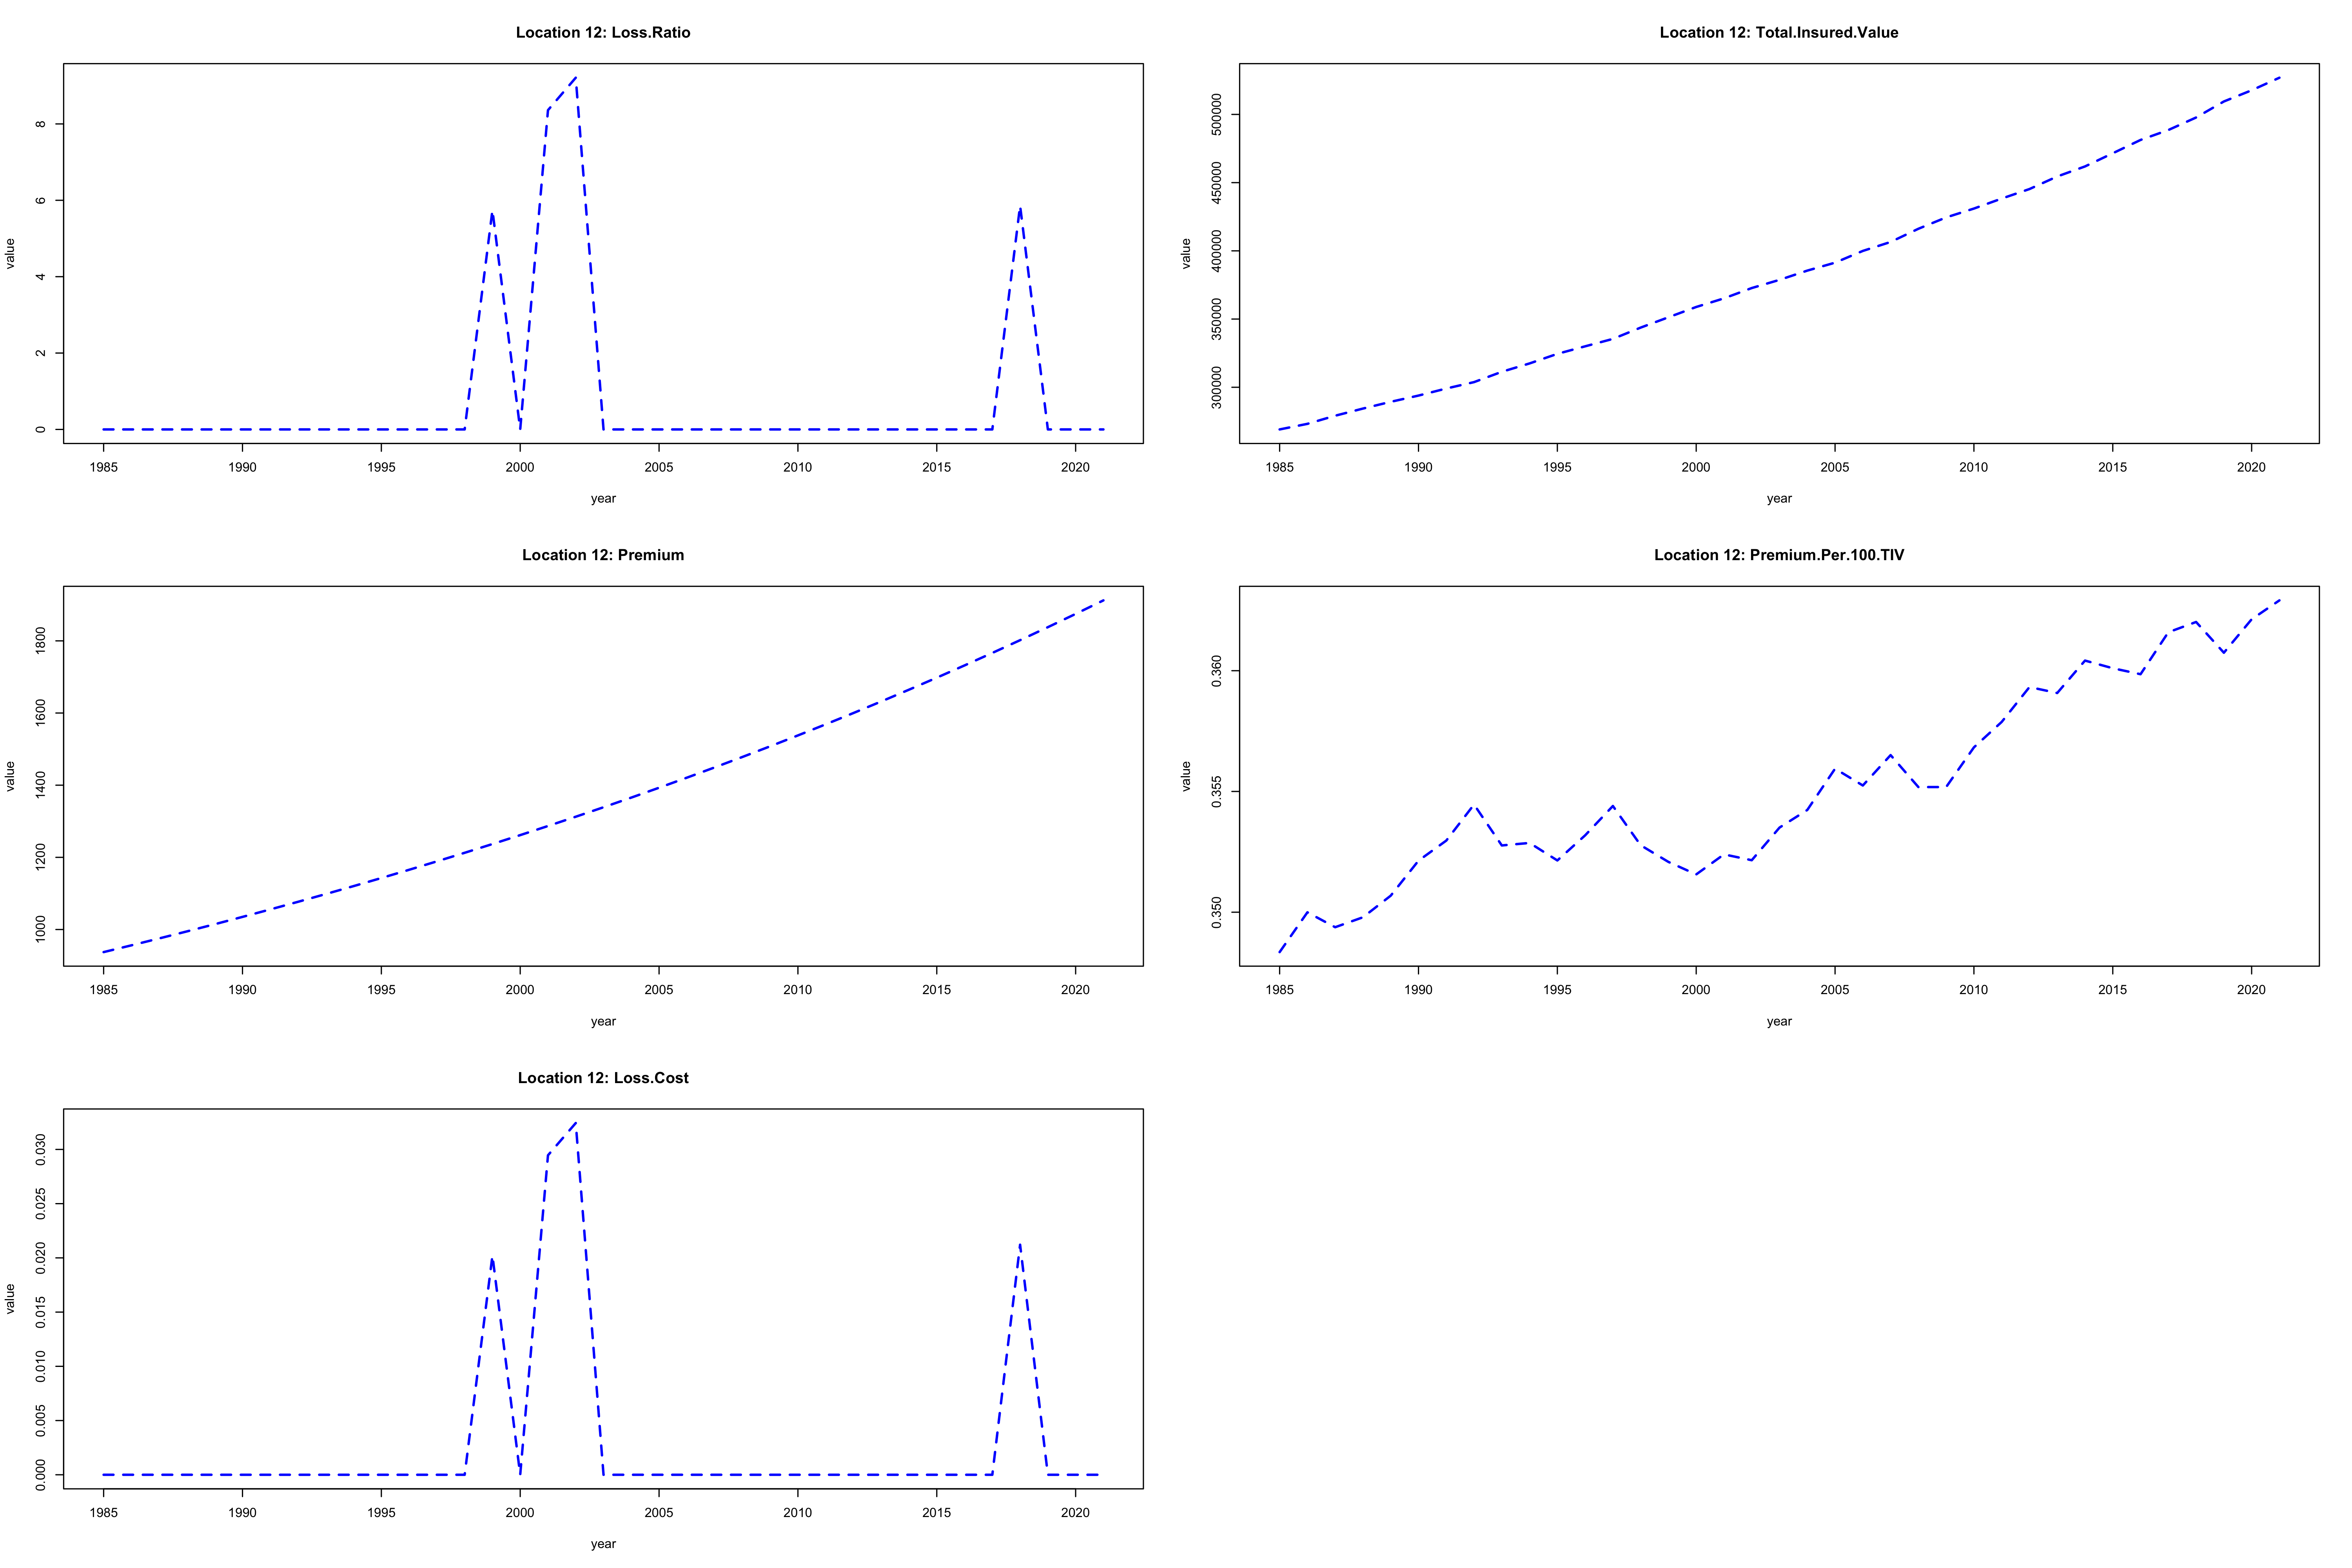 Location 12: Loss.Ratio
value
8
6
4
2
0
1985 1990 1995 2000 2005 2010 2015 2020
year
Location 12: Total.Insured.Value
value
500000
450000
400000
350000
300000
1985 1990 1995 2000 2005 2010 2015 2020
year
Location 12: Premium
value
1800
1600
1400
1200
1000
1985 1990 1995 2000 2005 2010 2015 2020
year
Location 12: Premium.Per.100.TIV
value
0.360
0.355
0.350
1985 1990 1995 2000 2005 2010 2015 2020
year
Location 12: Loss.Cost
value
0.030
0.025
0.020
0.015
0.010
0.005
0.000
1985 1990 1995 2000 2005 2010 2015 2020
year